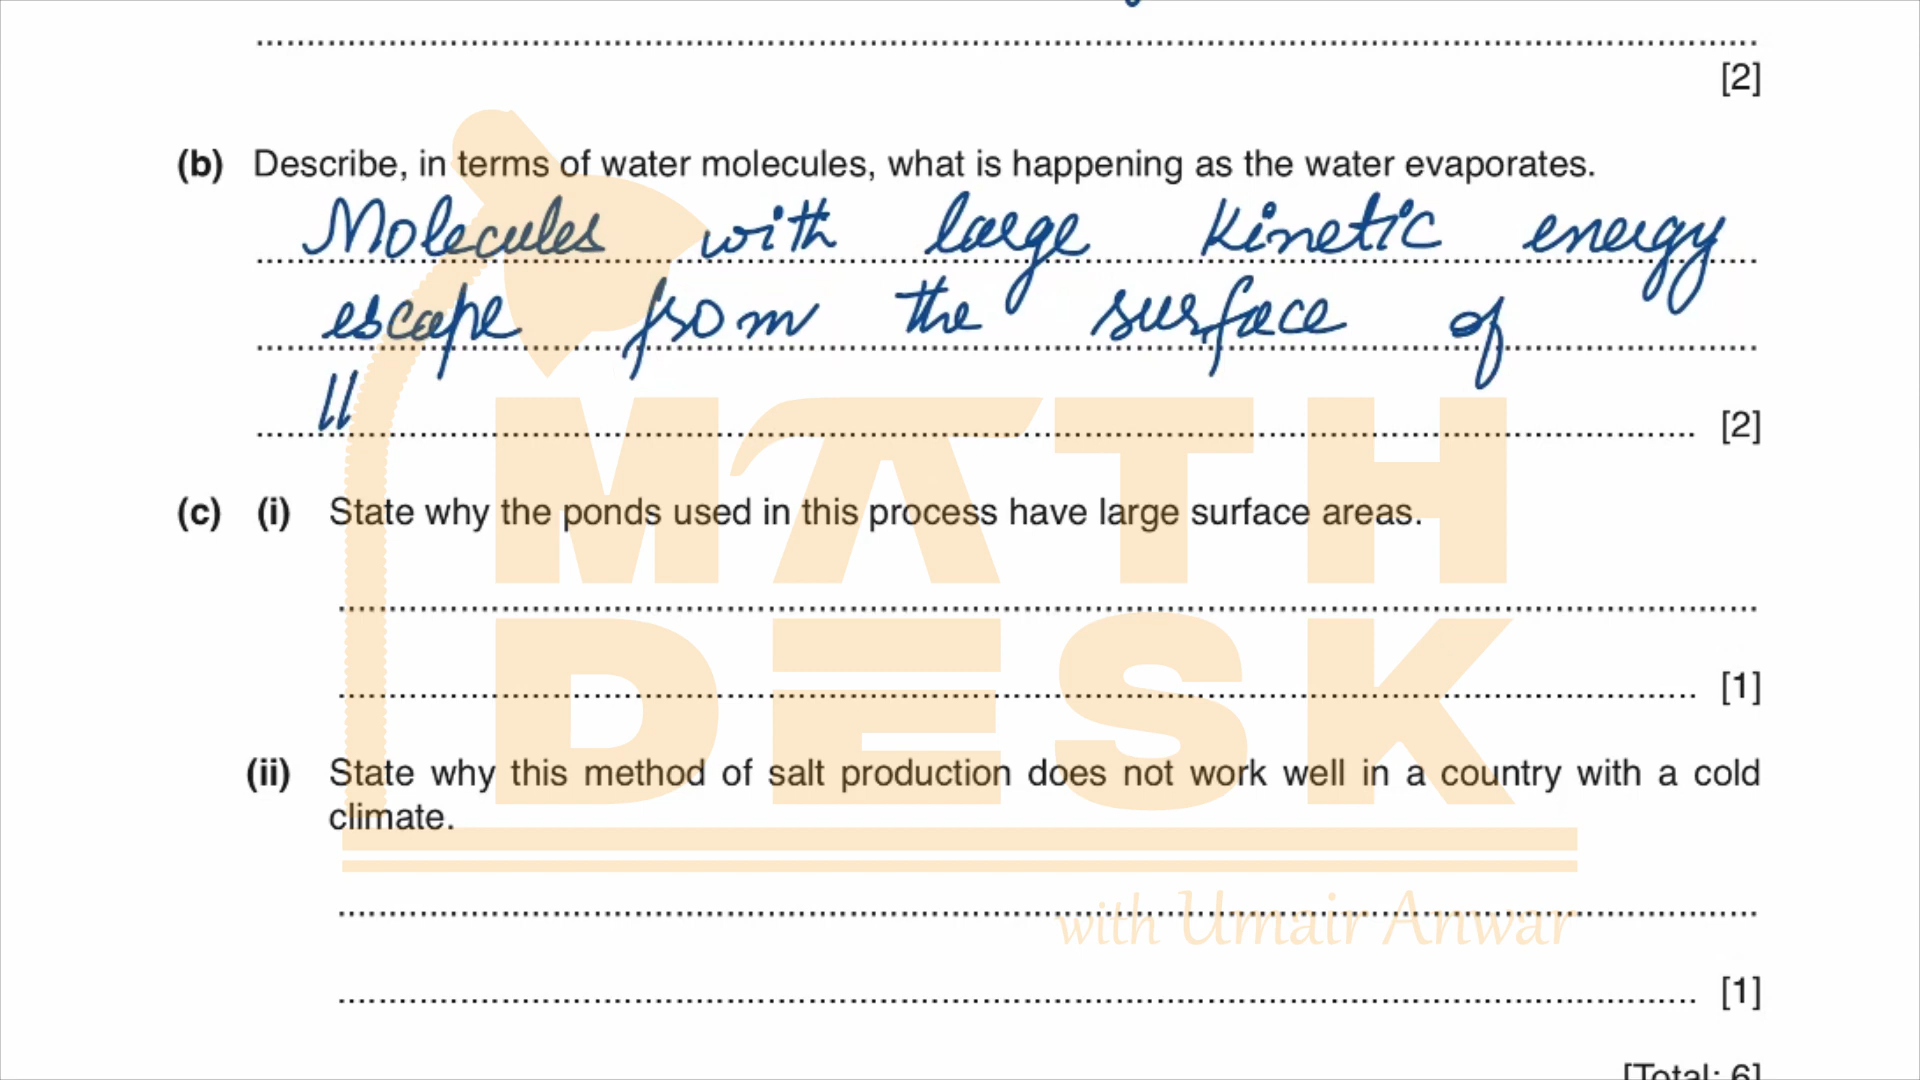 [2]
(b) Describe, in terms of water molecules, what is happening as the water evaporates.
Molecules with large kinetic energy
escape from the surface of
[2]
(c) (i) State why the ponds used in this process have large surface areas.
[1]
(ii) State why this method of salt production does not work well in a country with a cold
climate.
[1]
[Total: 6]
MATH
DESK
with Umair Anwar